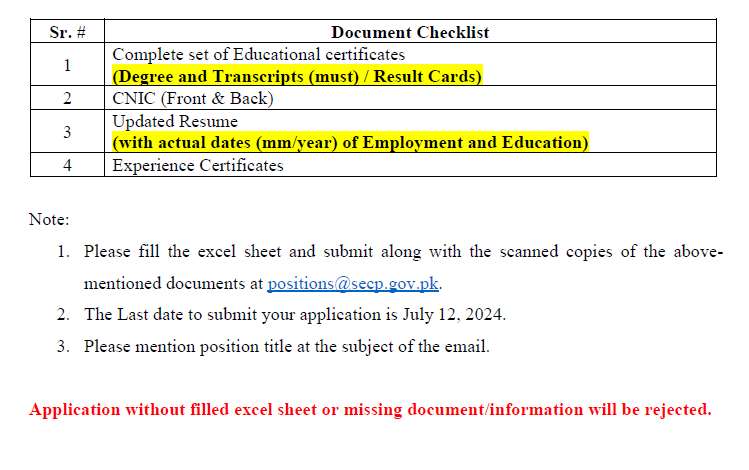 Sr. # Document Checklist
1 Complete set of Educational certificates
(Degree and Transcripts (must) / Result Cards)
2 CNIC (Front & Back)
3 Updated Resume
(with actual dates (mm/year) of Employment and Education)
4 Experience Certificates
Note:
1. Please fill the excel sheet and submit along with the scanned copies of the above-
mentioned documents at positions@secp.gov.pk.
2. The Last date to submit your application is July 12, 2024.
3. Please mention position title at the subject of the email.
Application without filled excel sheet or missing document/information will be rejected.